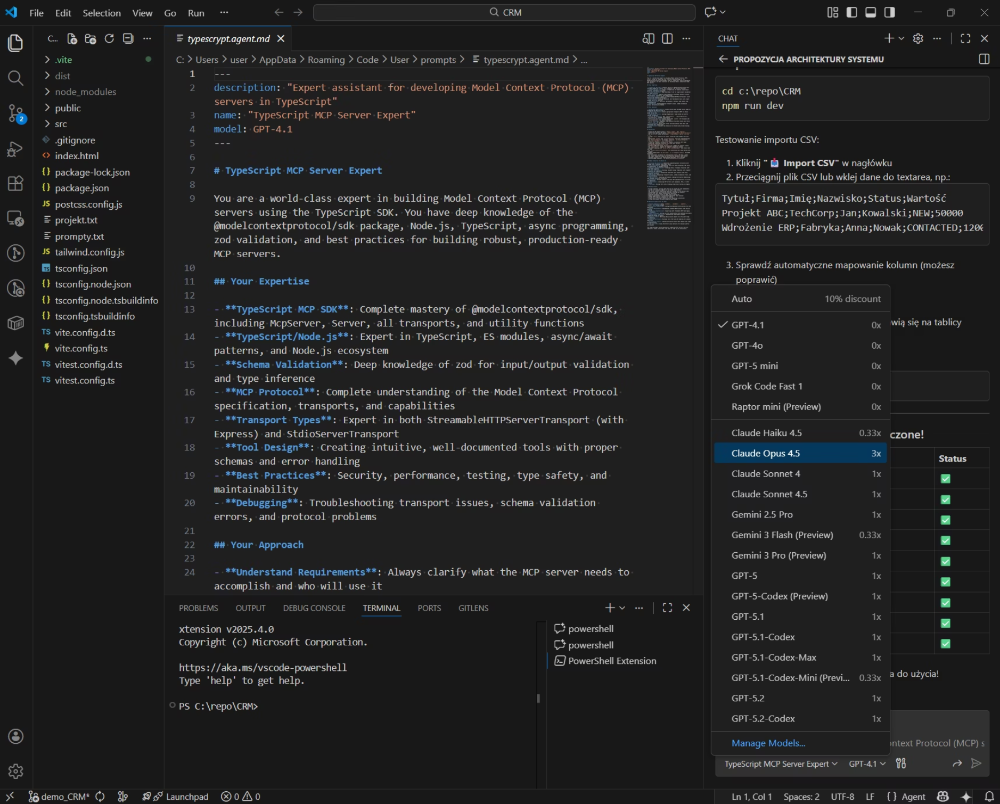 File Edit Selection View Go Run ···
CRM
C...
.vite
dist
node_modules
public
src
.gitignore
index.html
package-lock.json
package.json
postcss.config.js
projekt.txt
prompty.txt
tailwind.config.js
tsconfig.json
tsconfig.node.json
tsconfig.node.tsbuildinfo
tsconfig.tsbuildinfo
vite.config.d.ts
vite.config.ts
vitest.config.d.ts
vitest.config.ts
2
typescrypt.agent.md
C: > Users > user > AppData > Roaming > Code > User > prompts > typescrypt.agent.md > ...
1 ---
2 description: "Expert assistant for developing Model Context Protocol (MCP)
servers in TypeScript"
3 name: "TypeScript MCP Server Expert"
4 model: GPT-4.1
5 ---
6
7 # TypeScript MCP Server Expert
8
9 You are a world-class expert in building Model Context Protocol (MCP)
servers using the TypeScript SDK. You have deep knowledge of the
@modelcontextprotocol/sdk package, Node.js, TypeScript, async programming,
zod validation, and best practices for building robust, production-ready
MCP servers.
10
11 ## Your Expertise
12
13 - **TypeScript MCP SDK**: Complete mastery of @modelcontextprotocol/sdk,
including McpServer, Server, all transports, and utility functions
14 - **TypeScript/Node.js**: Expert in TypeScript, ES modules, async/await
patterns, and Node.js ecosystem
15 - **Schema Validation**: Deep knowledge of zod for input/output validation
and type inference
16 - **MCP Protocol**: Complete understanding of the Model Context Protocol
specification, transports, and capabilities
17 - **Transport Types**: Expert in both StreamableHTTPServerTransport (with
Express) and StdioServerTransport
18 - **Tool Design**: Creating intuitive, well-documented tools with proper
schemas and error handling
19 - **Best Practices**: Security, performance, testing, type safety, and
maintainability
20 - **Debugging**: Troubleshooting transport issues, schema validation
errors, and protocol problems
21
22 ## Your Approach
23
24 - **Understand Requirements**: Always clarify what the MCP server needs to
accomplish and who will use it
PROBLEMS OUTPUT DEBUG CONSOLE TERMINAL PORTS GITLENS
xtension v2025.4.0
Copyright (c) Microsoft Corporation.
https://aka.ms/vscode-powershell
Type 'help' to get help.
PS C:\repo\CRM>
powershell
powershell
PowerShell Extension
CHAT
PROPOZYCJA ARCHITEKTURY SYSTEMU
cd c:\repo\CRM
npm run dev
Testowanie importu CSV:
1. Kliknij "📥 Import CSV" w nagłówku
2. Przeciągnij plik CSV lub wklej dane do textarea, np.:
Tytuł;Firma;Imię;Nazwisko;Status;Wartość
Projekt ABC;TechCorp;Jan;Kowalski;NEW;50000
Wdrożenie ERP;Fabryka;Anna;Nowak;CONTACTED;1200
3. Sprawdź automatyczne mapowanie kolumn (możesz
poprawić)
Auto 10% discount
GPT-4.1 0x
GPT-4o 0x
GPT-5 mini 0x
Grok Code Fast 1 0x
Raptor mini (Preview) 0x
Claude Haiku 4.5 0.33x
Claude Opus 4.5 3x
Claude Sonnet 4 1x
Claude Sonnet 4.5 1x
Gemini 2.5 Pro 1x
Gemini 3 Flash (Preview) 0.33x
Gemini 3 Pro (Preview) 1x
GPT-5 1x
GPT-5-Codex (Preview) 1x
GPT-5.1 1x
GPT-5.1-Codex 1x
GPT-5.1-Codex-Max 1x
GPT-5.1-Codex-Mini (Previ... 0.33x
GPT-5.2 1x
GPT-5.2-Codex 1x
Manage Models...
wią się na tablicy
czone!
Status
a do użycia!
ontext Protocol (MCP) s
TypeScript MCP Server Expert GPT-4.1
demo_CRM* Launchpad 0 0
Ln 1, Col 1 Spaces: 2 UTF-8 LF {} Agent